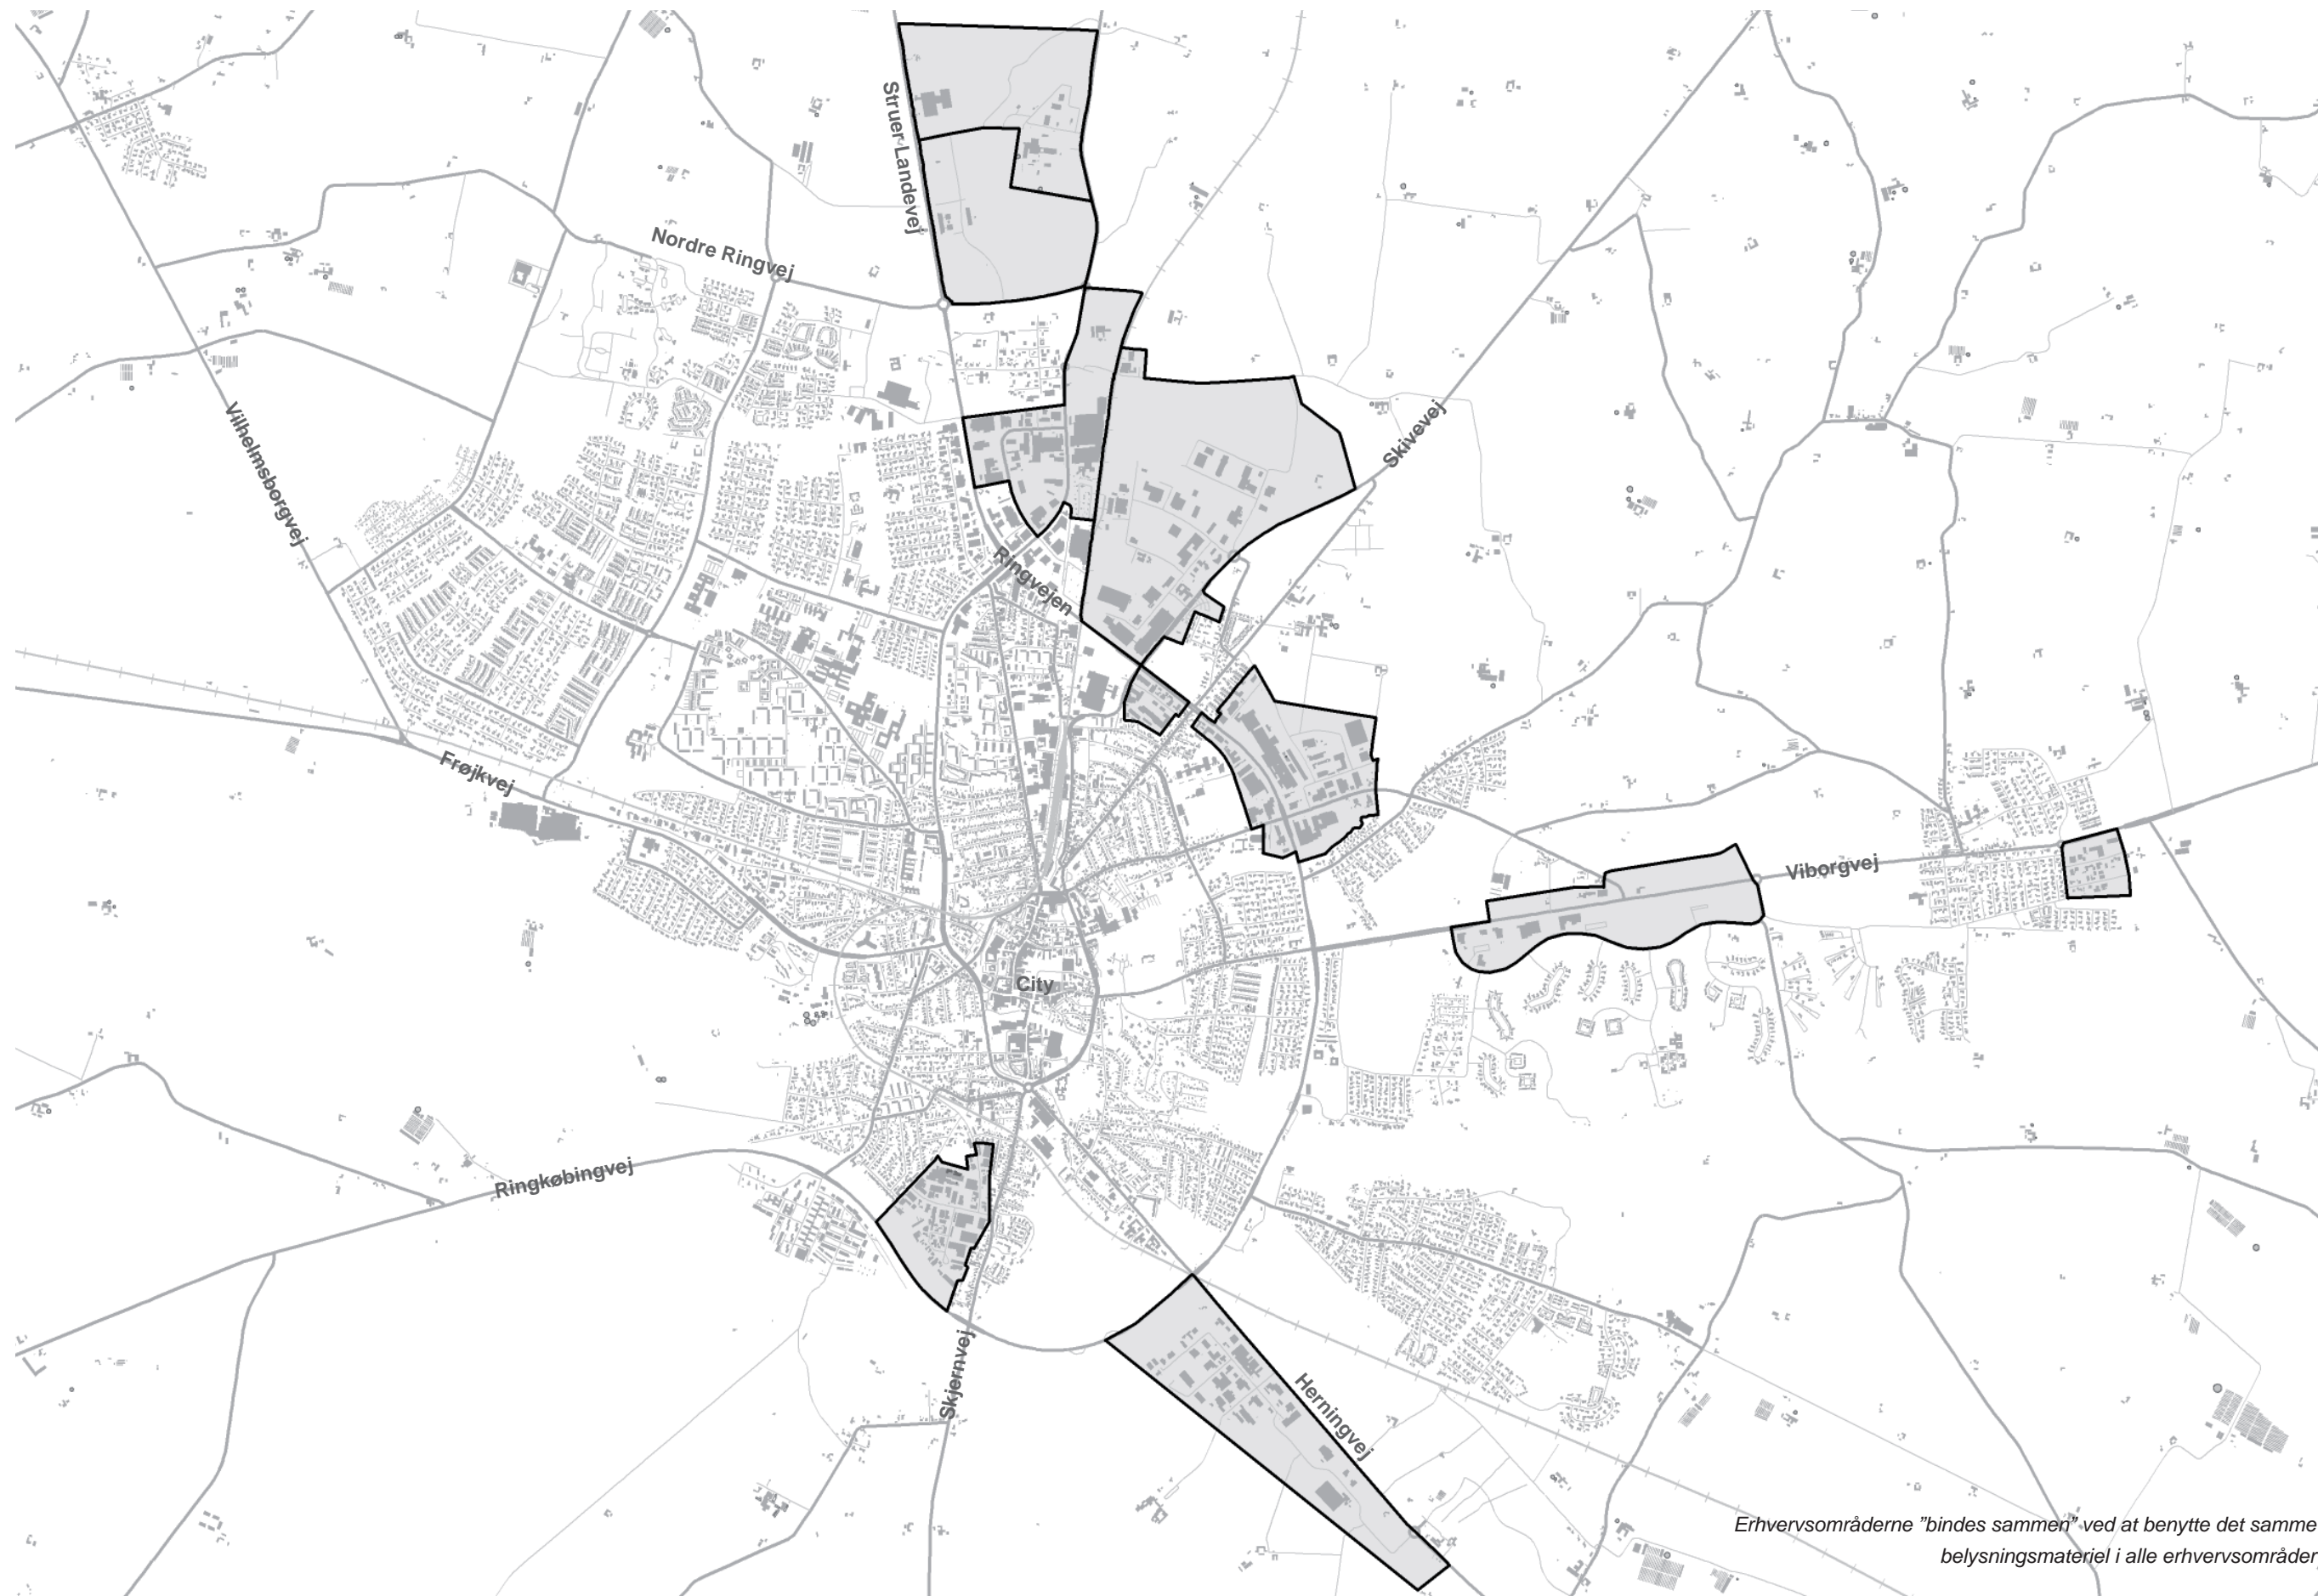 Struer Landevej
Nordre Ringvej
Vilhelmsborgvej
Skivevej
Ringvejen
Frøjkvej
Viborgvej
City
Ringkøbingvej
Skjernvej
Herningvej
Erhvervsområderne ”bindes sammen” ved at benytte det samme
belysningsmateriel i alle erhvervsområder